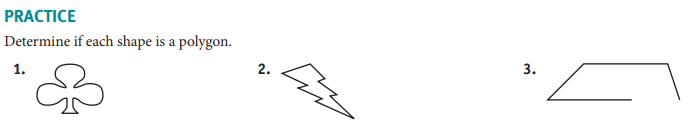 PRACTICE
Determine if each shape is a polygon.
1. 2. 3.